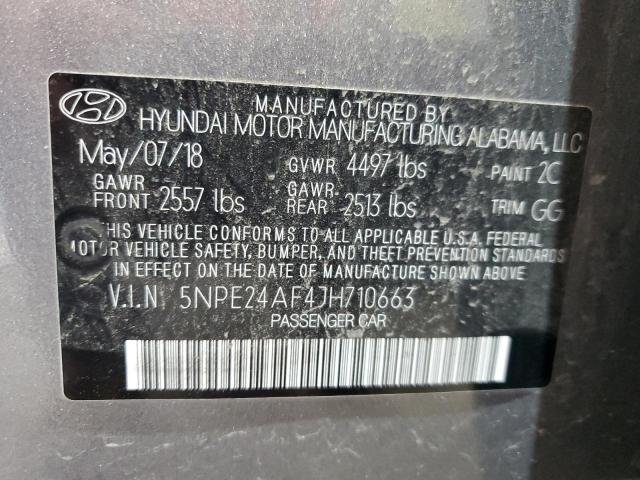 MANUFACTURED BY
HYUNDAI MOTOR MANUFACTURING ALABAMA, LLC
May/07/18 GVWR 4497 lbs PAINT 2C
GAWR FRONT 2557 lbs GAWR REAR 2513 lbs TRIM GG
THIS VEHICLE CONFORMS TO ALL APPLICABLE U.S.A. FEDERAL
MOTOR VEHICLE SAFETY, BUMPER, AND THEFT PREVENTION STANDARDS
IN EFFECT ON THE DATE OF MANUFACTURE SHOWN ABOVE.
V.I.N 5NPE24AF4JH710663
PASSENGER CAR